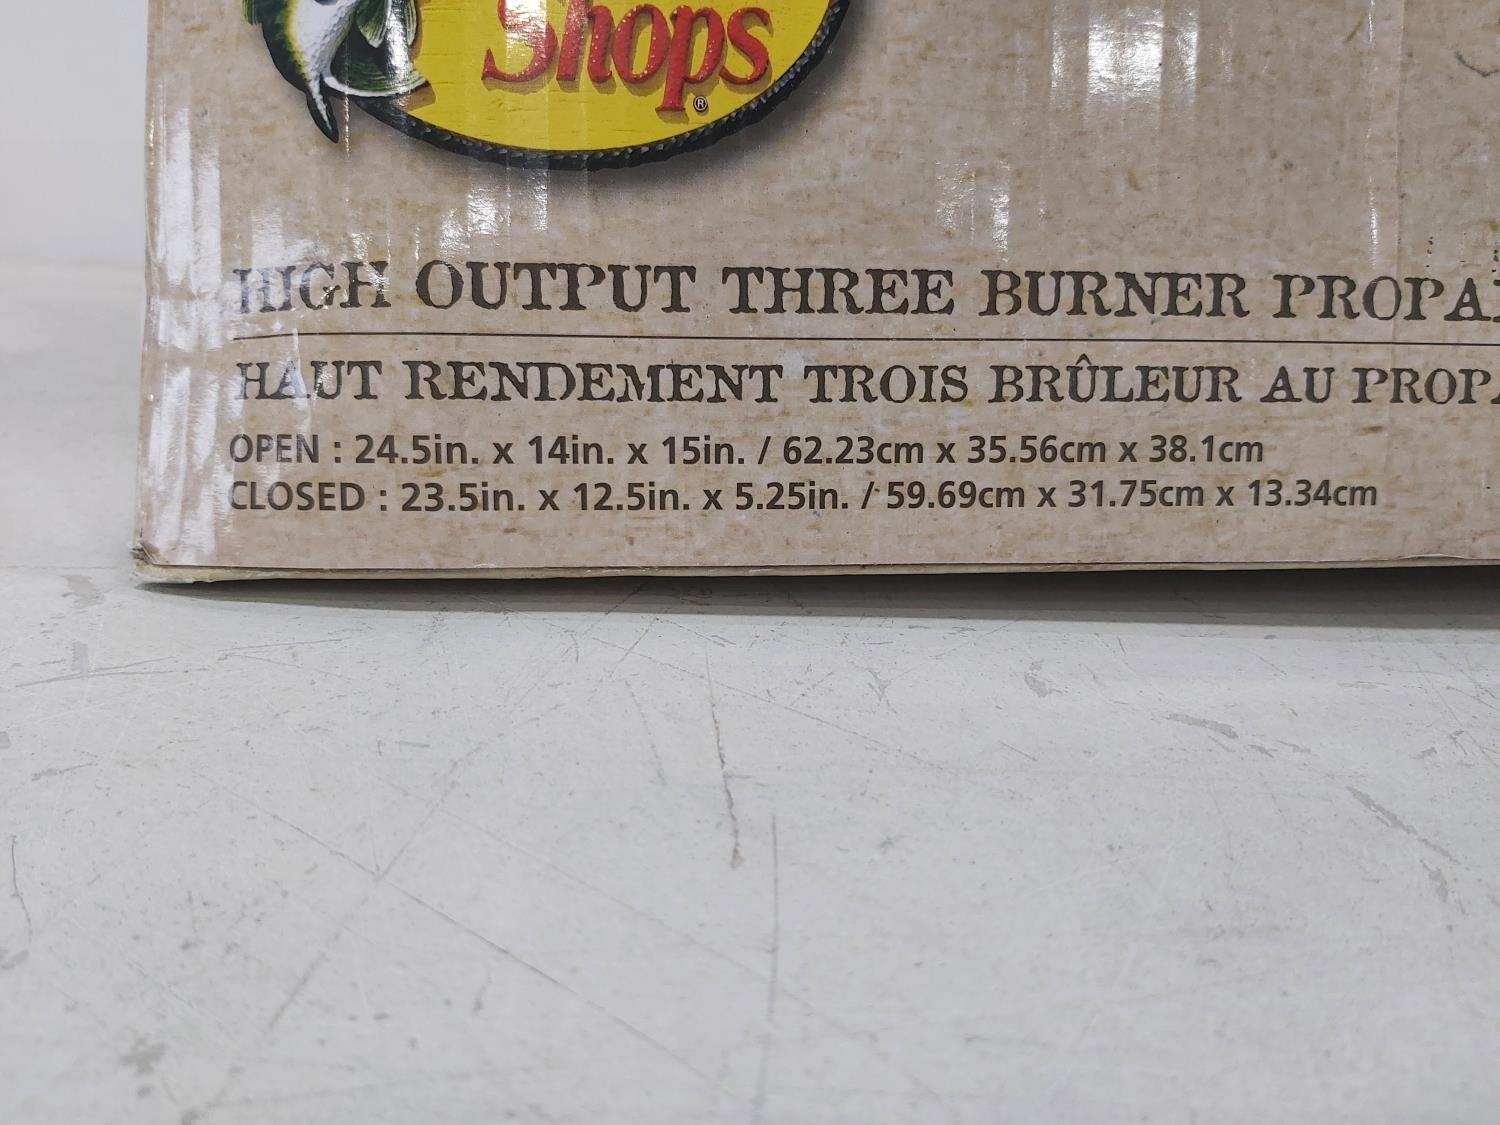 Shops®
HIGH OUTPUT THREE BURNER
HAUT RENDEMENT TROIS BRÛLEUR AU
OPEN : 24.5in. x 14in. x 15in. / 62.23cm x 35.56cm x 38.1cm
CLOSED : 23.5in. x 12.5in. x 5.25in. / 59.69cm x 31.75cm x 13.34cm